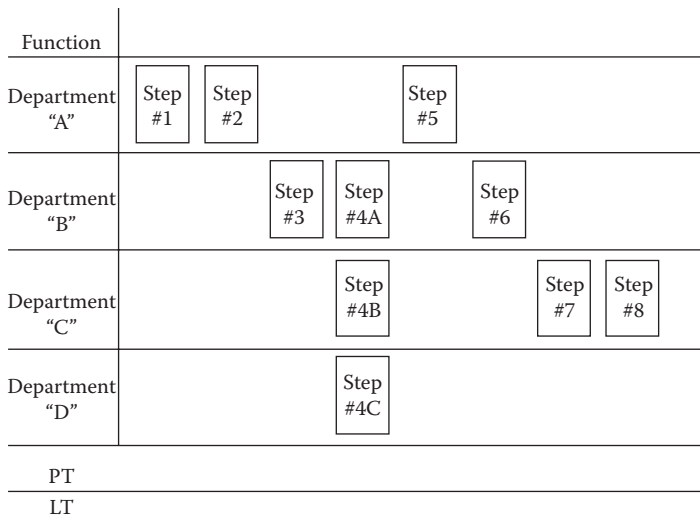 Function
Department
“A”
Step
#1
Step
#2
Step
#5
Department
“B”
Step
#3
Step
#4A
Step
#6
Department
“C”
Step
#4B
Step
#7
Step
#8
Department
“D”
Step
#4C
PT
LT